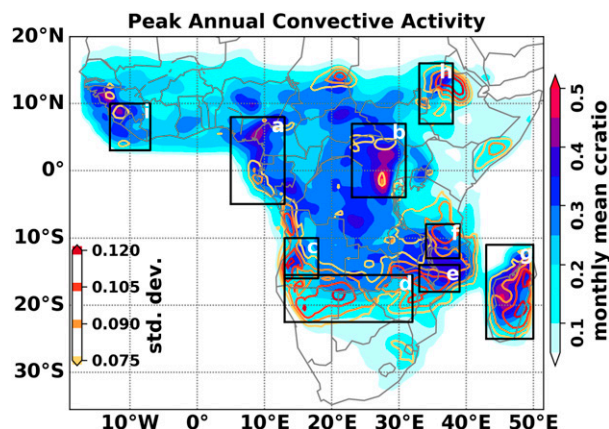 Peak Annual Convective Activity
20°N
10°N
0°
10°S
20°S
30°S
10°W
0°
10°E
20°E
30°E
40°E
50°E
h
i
a
b
c
f
e
d
g
0.120
0.105
0.090
0.075
std. dev.
0.5
0.4
0.3
0.2
0.1
monthly mean ccratio